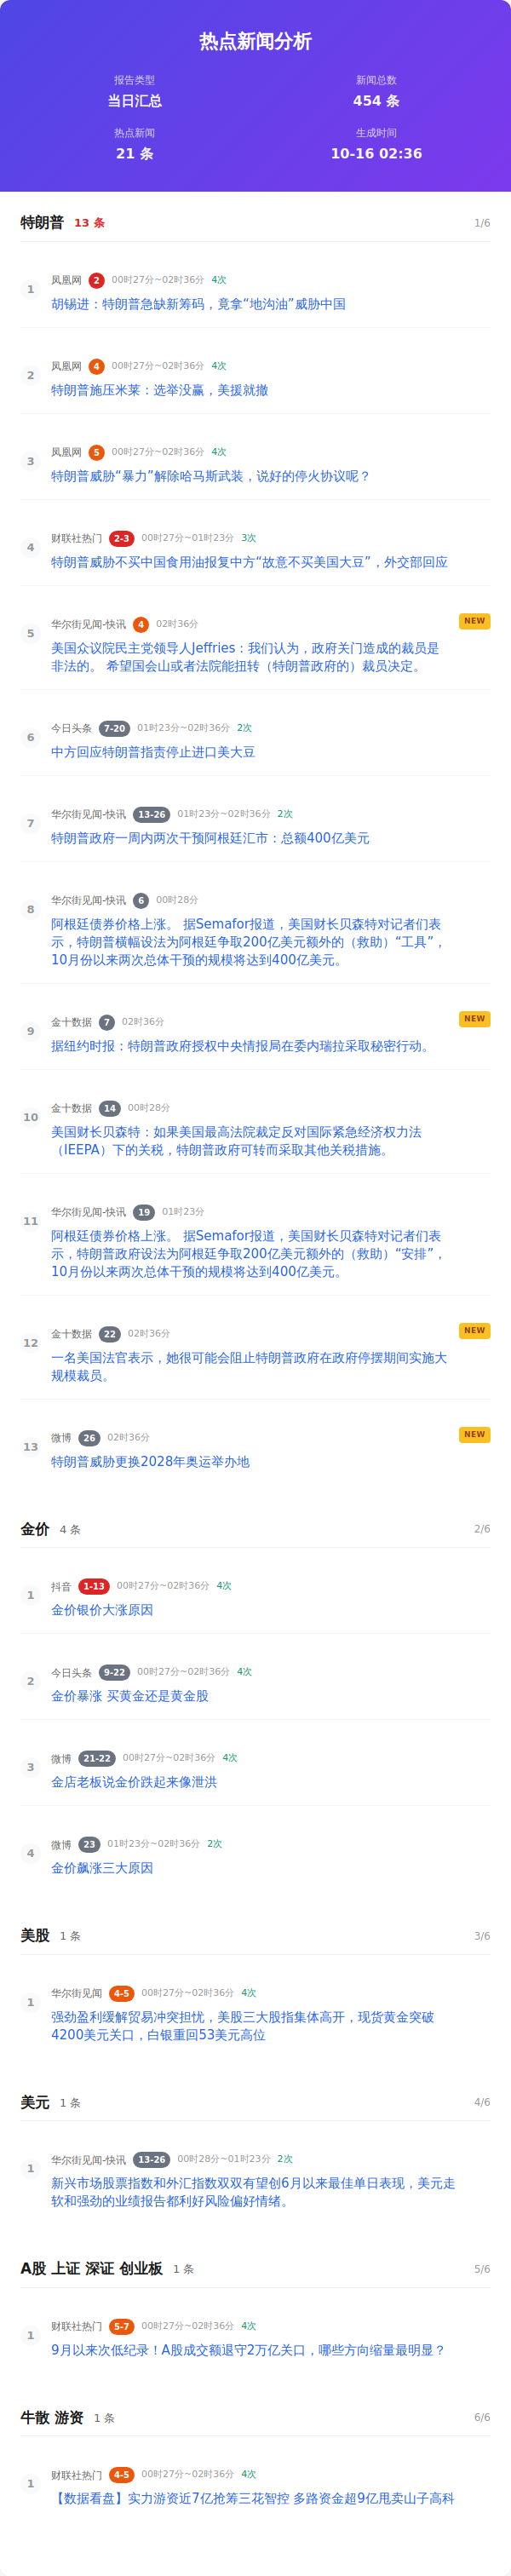 热点新闻分析
报告类型
新闻总数
当日汇总
454 条
热点新闻
生成时间
21 条
10-16 02:36
特朗普 13 条 1/6
1 凤凰网 2 00时27分~02时36分 4次
胡锡进：特朗普急缺新筹码，竟拿“地沟油”威胁中国
2 凤凰网 4 00时27分~02时36分 4次
特朗普施压米莱：选举没赢，美援就撤
3 凤凰网 5 00时27分~02时36分 4次
特朗普威胁“暴力”解除哈马斯武装，说好的停火协议呢？
4 财联社热门 2-3 00时27分~01时23分 3次
特朗普威胁不买中国食用油报复中方“故意不买美国大豆”，外交部回应
5 华尔街见闻-快讯 4 02时36分 NEW
美国众议院民主党领导人Jeffries：我们认为，政府关门造成的裁员是
非法的。 希望国会山或者法院能扭转（特朗普政府的）裁员决定。
6 今日头条 7-20 01时23分~02时36分 2次
中方回应特朗普指责停止进口美大豆
7 华尔街见闻-快讯 13-26 01时23分~02时36分 2次
特朗普政府一周内两次干预阿根廷汇市：总额400亿美元
8 华尔街见闻-快讯 6 00时28分
阿根廷债券价格上涨。 据Semafor报道，美国财长贝森特对记者们表
示，特朗普横幅设法为阿根廷争取200亿美元额外的（救助）“工具”，
10月份以来两次总体干预的规模将达到400亿美元。
9 金十数据 7 02时36分 NEW
据纽约时报：特朗普政府授权中央情报局在委内瑞拉采取秘密行动。
10 金十数据 14 00时28分
美国财长贝森特：如果美国最高法院裁定反对国际紧急经济权力法
（IEEPA）下的关税，特朗普政府可转而采取其他关税措施。
11 华尔街见闻-快讯 19 01时23分
阿根廷债券价格上涨。 据Semafor报道，美国财长贝森特对记者们表
示，特朗普政府设法为阿根廷争取200亿美元额外的（救助）“安排”，
10月份以来两次总体干预的规模将达到400亿美元。
12 金十数据 22 02时36分 NEW
一名美国法官表示，她很可能会阻止特朗普政府在政府停摆期间实施大
规模裁员。
13 微博 26 02时36分 NEW
特朗普威胁更换2028年奥运举办地
金价 4 条 2/6
1 抖音 1-13 00时27分~02时36分 4次
金价银价大涨原因
2 今日头条 9-22 00时27分~02时36分 4次
金价暴涨 买黄金还是黄金股
3 微博 21-22 00时27分~02时36分 4次
金店老板说金价跌起来像泄洪
4 微博 23 01时23分~02时36分 2次
金价飙涨三大原因
美股 1 条 3/6
1 华尔街见闻 4-5 00时27分~02时36分 4次
强劲盈利缓解贸易冲突担忧，美股三大股指集体高开，现货黄金突破
4200美元关口，白银重回53美元高位
美元 1 条 4/6
1 华尔街见闻-快讯 13-26 00时28分~01时23分 2次
新兴市场股票指数和外汇指数双双有望创6月以来最佳单日表现，美元走
软和强劲的业绩报告都利好风险偏好情绪。
A股 上证 深证 创业板 1 条 5/6
1 财联社热门 5-7 00时27分~02时36分 4次
9月以来次低纪录！A股成交额退守2万亿关口，哪些方向缩量最明显？
牛散 游资 1 条 6/6
1 财联社热门 4-5 00时27分~02时36分 4次
【数据看盘】实力游资近7亿抢筹三花智控 多路资金超9亿甩卖山子高科